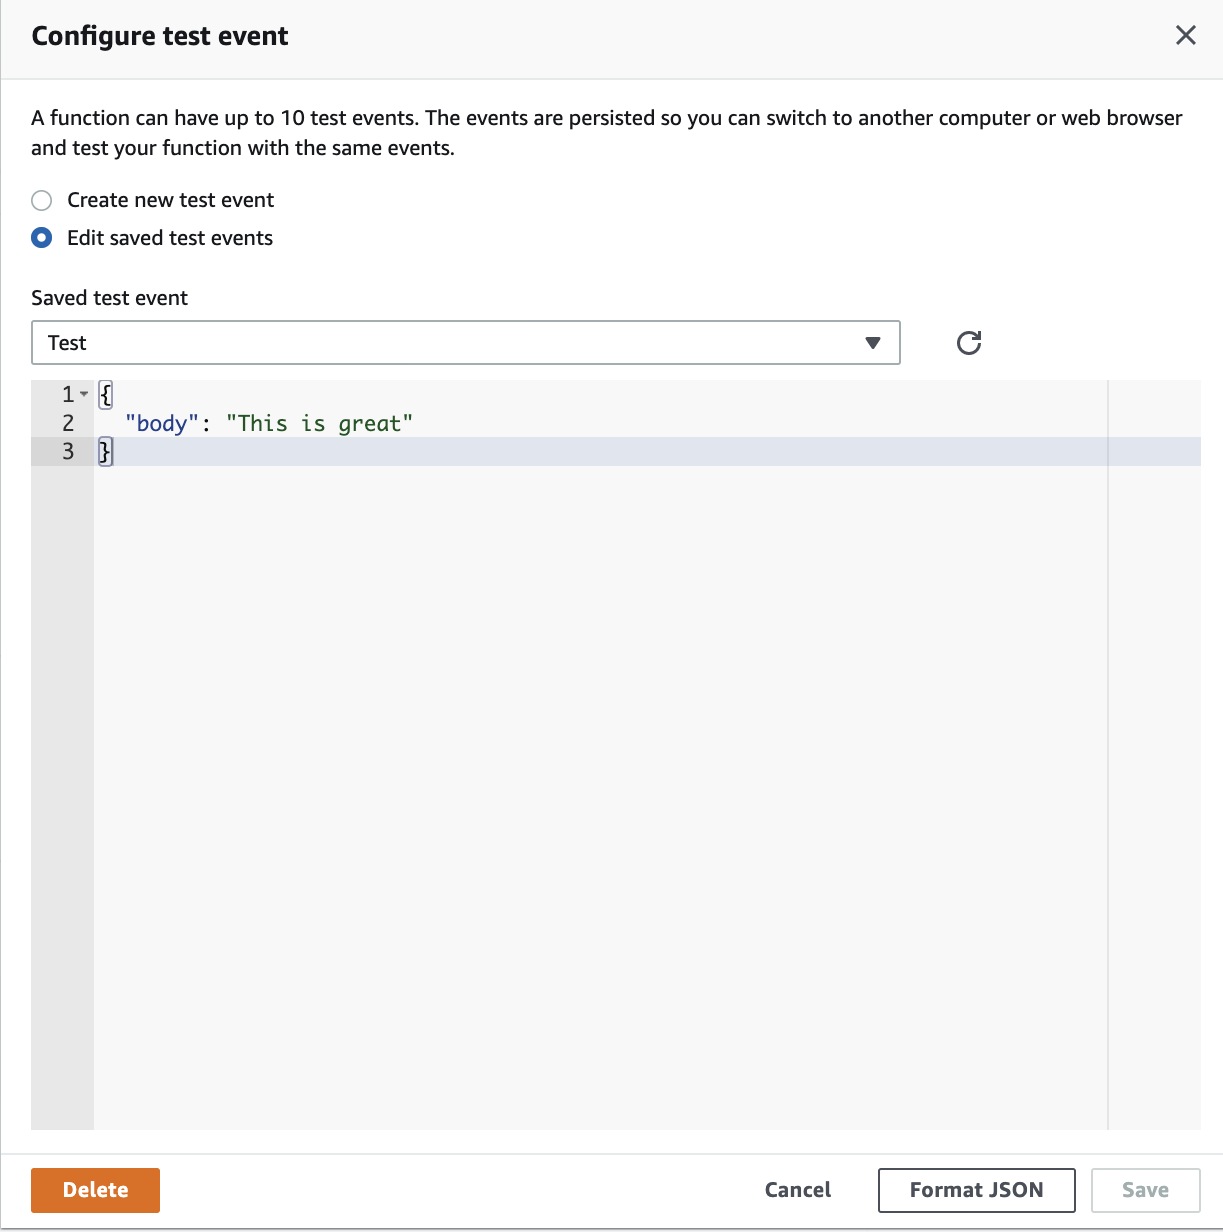 Configure test event
A function can have up to 10 test events. The events are persisted so you can switch to another computer or web browser
and test your function with the same events.
Create new test event
Edit saved test events
Saved test event
Test
1 {
2 "body": "This is great"
3 }
Delete
Cancel
Format JSON
Save